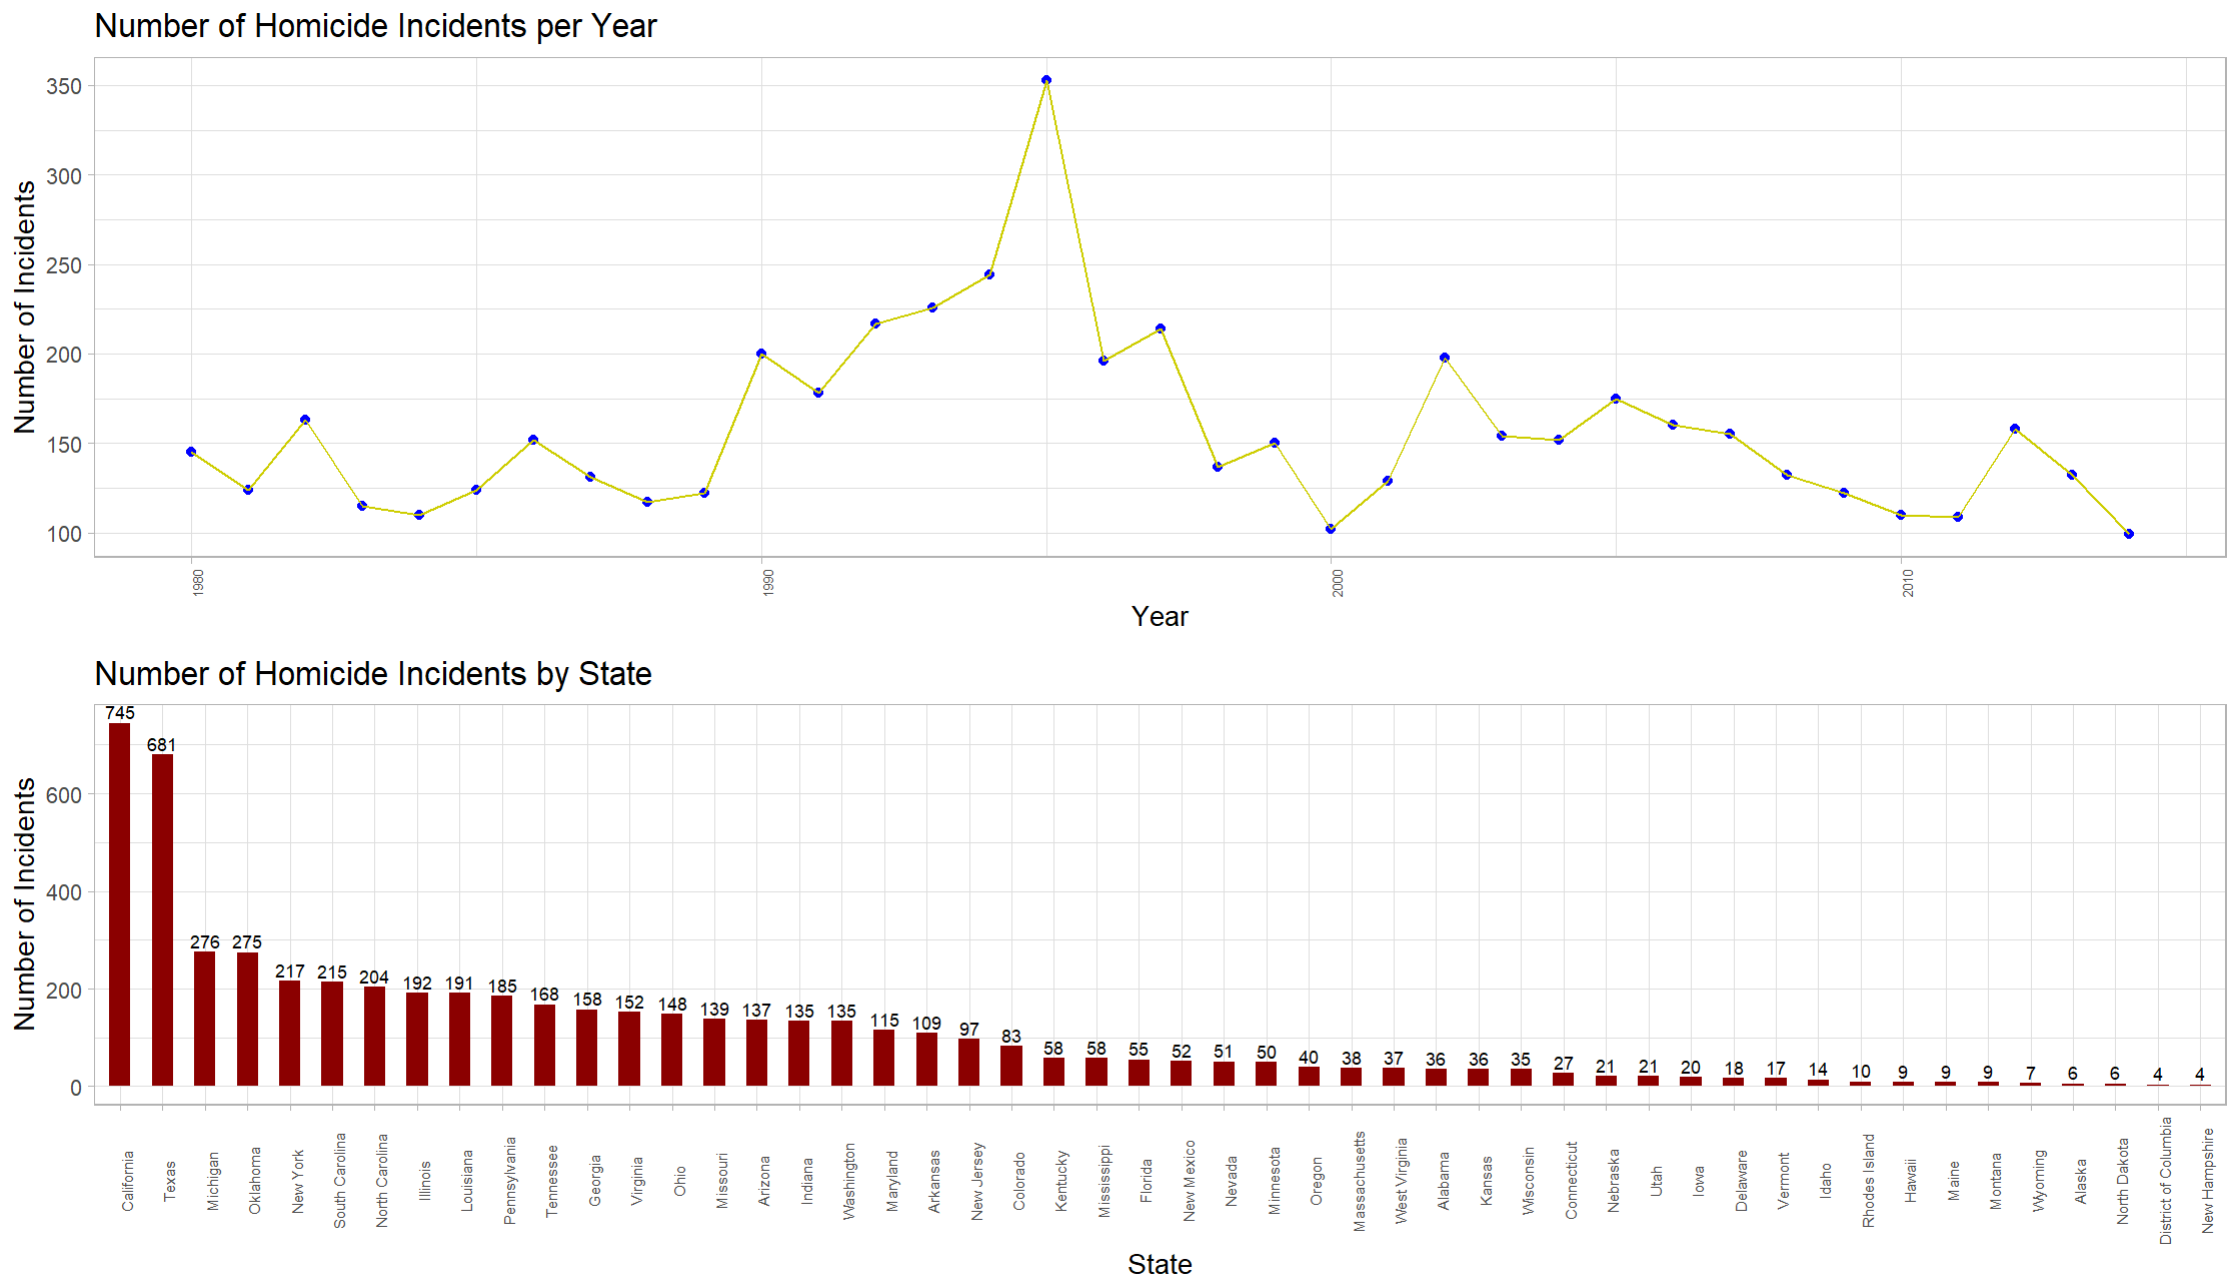 Number of Homicide Incidents per Year
Number of Incidents
350
300
250
200
150
100
1980 1990 2000 2010
Year
Number of Homicide Incidents by State
Number of Incidents
600
400
200
0
745 681 276 275 217 215 204 192 191 185 168 158 152 148 139 137 135 135 115 109 97 83 58 58 55 52 51 50 40 38 37 36 36 35 27 21 21 20 18 17 14 10 9 9 9 7 6 6 4 4
California Texas Michigan Oklahoma New York South Carolina North Carolina Illinois Louisiana Pennsylvania Tennessee Georgia Virginia Ohio Missouri Arizona Indiana Washington Maryland Arkansas New Jersey Colorado Kentucky Mississippi Florida New Mexico Nevada Minnesota Oregon Massachusetts West Virginia Alabama Kansas Wisconsin Connecticut Nebraska Utah Iowa Delaware Vermont Idaho Rhodes Island Hawaii Maine Montana Wyoming Alaska North Dakota District of Columbia New Hampshire
State